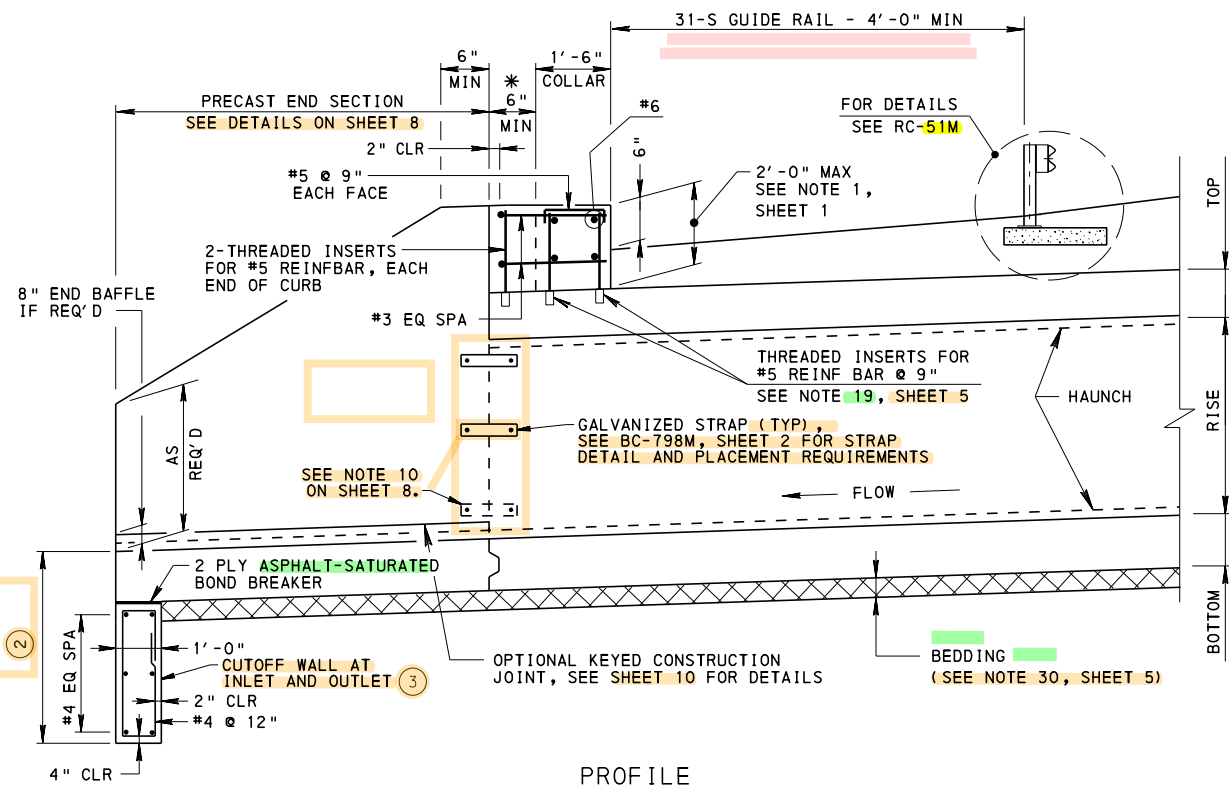 31-S GUIDE RAIL - 4'-0" MIN
6"
MIN
*
6"
MIN
1'-6"
COLLAR
PRECAST END SECTION
SEE DETAILS ON SHEET 8
#6
FOR DETAILS
SEE RC-51M
2" CLR
6"
#5 @ 9"
EACH FACE
2'-0" MAX
SEE NOTE 1,
SHEET 1
TOP
2-THREADED INSERTS
FOR #5 REINFBAR, EACH
END OF CURB
8" END BAFFLE
IF REQ'D
#3 EQ SPA
THREADED INSERTS FOR
#5 REINF BAR @ 9"
SEE NOTE 19, SHEET 5
HAUNCH
RISE
GALVANIZED STRAP (TYP),
SEE BC-798M, SHEET 2 FOR STRAP
DETAIL AND PLACEMENT REQUIREMENTS
AS
REQ'D
SEE NOTE 10
ON SHEET 8.
FLOW
2 PLY ASPHALT-SATURATED
BOND BREAKER
BOTTOM
2
#4 EQ SPA
1'-0"
CUTOFF WALL AT
INLET AND OUTLET 3
2" CLR
#4 @ 12"
4" CLR
OPTIONAL KEYED CONSTRUCTION
JOINT, SEE SHEET 10 FOR DETAILS
BEDDING
(SEE NOTE 30, SHEET 5)
PROFILE